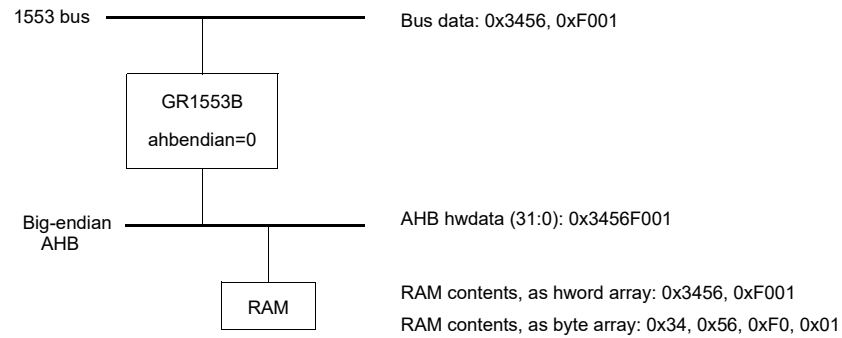 1553 bus
Bus data: 0x3456, 0xF001
GR1553B
ahbendian=0
Big-endian
AHB
AHB hwdata (31:0): 0x3456F001
RAM
RAM contents, as hword array: 0x3456, 0xF001
RAM contents, as byte array: 0x34, 0x56, 0xF0, 0x01